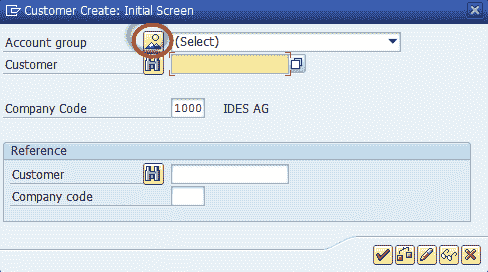 Customer Create: Initial Screen
Account group (Select)
Customer
Company Code 1000 IDES AG
Reference
Customer
Company code